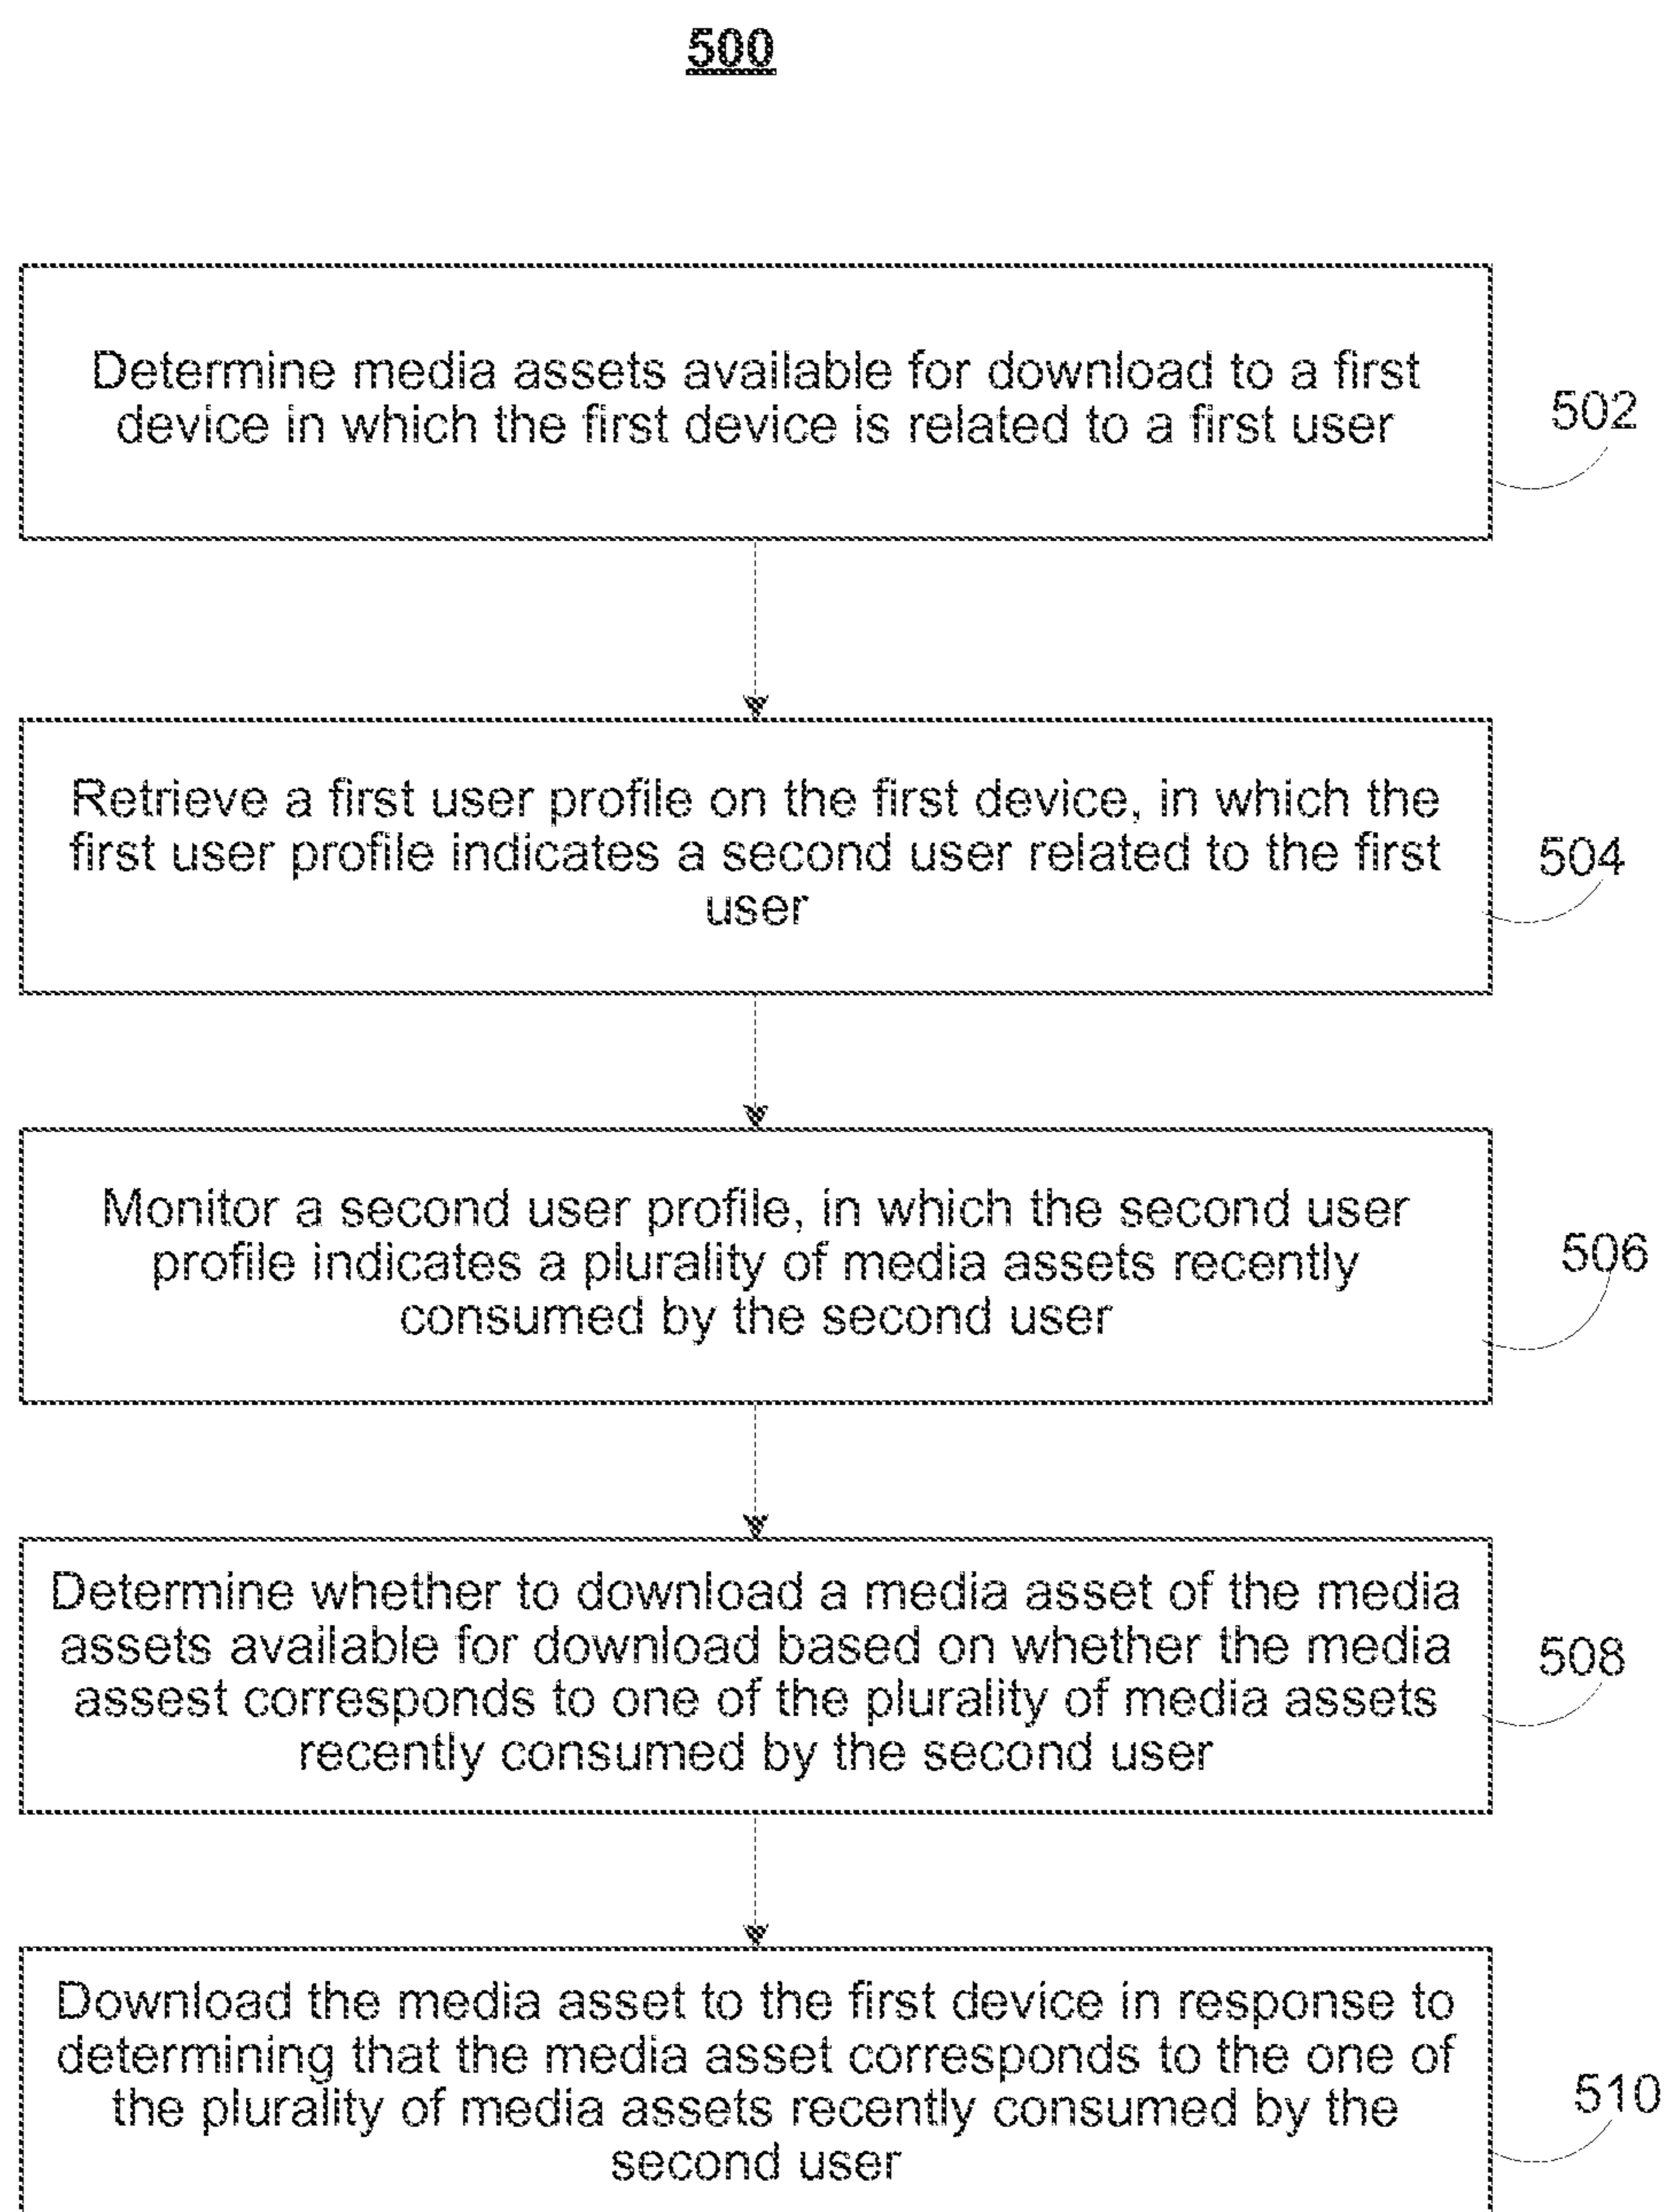 500
Determine media assets available for download to a first
device in which the first device is related to a first user
502
Retrieve a first user profile on the first device, in which the
first user profile indicates a second user related to the first
user
504
Monitor a second user profile, in which the second user
profile indicates a plurality of media assets recently
consumed by the second user
506
Determine whether to download a media asset of the media
assets available for download based on whether the media
assest corresponds to one of the plurality of media assets
recently consumed by the second user
508
Download the media asset to the first device in response to
determining that the media asset corresponds to the one of
the plurality of media assets recently consumed by the
second user
510